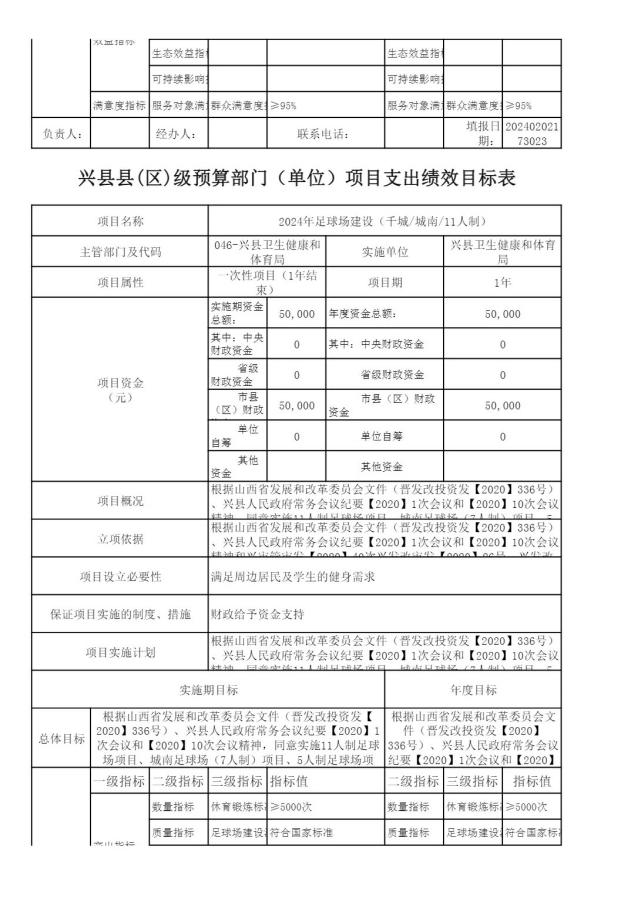 生态效益指
生态效益指
可持续影响
可持续影响
满意度指标 服务对象满 群众满意度 ≥95% 服务对象满 群众满意度 ≥95%
负责人： 经办人： 联系电话： 填报日期： 20240202173023
兴县县(区)级预算部门（单位）项目支出绩效目标表
项目名称 2024年足球场建设（千城/城南/11人制）
主管部门及代码 046-兴县卫生健康和体育局 实施单位 兴县卫生健康和体育局
项目属性 一次性项目（1年结束） 项目期 1年
项目资金（元）
实施期资金总额： 50,000 年度资金总额： 50,000
其中：中央财政资金 0 其中：中央财政资金 0
省级财政资金 0 省级财政资金 0
市县（区）财政 50,000 市县（区）财政资金 50,000
单位自筹 0 单位自筹 0
其他资金 其他资金
项目概况
根据山西省发展和改革委员会文件（晋发改投资发【2020】336号）
、兴县人民政府常务会议纪要【2020】1次会议和【2020】10次会议
立项依据
根据山西省发展和改革委员会文件（晋发改投资发【2020】336号）
、兴县人民政府常务会议纪要【2020】1次会议和【2020】10次会议
项目设立必要性 满足周边居民及学生的健身需求
保证项目实施的制度、措施 财政给予资金支持
项目实施计划
根据山西省发展和改革委员会文件（晋发改投资发【2020】336号）
、兴县人民政府常务会议纪要【2020】1次会议和【2020】10次会议
实施期目标 年度目标
总体目标
根据山西省发展和改革委员会文件（晋发改投资发【
2020】336号）、兴县人民政府常务会议纪要【2020】1
次会议和【2020】10次会议精神，同意实施11人制足球
场项目、城南足球场（7人制）项目、5人制足球场项
根据山西省发展和改革委员会文
件（晋发改投资发【2020】
336号）、兴县人民政府常务会议
纪要【2020】1次会议和【2020】
一级指标 二级指标 三级指标 指标值 二级指标 三级指标 指标值
数量指标 体育锻炼标 ≥5000次 数量指标 体育锻炼标 ≥5000次
质量指标 足球场建设 符合国家标准 质量指标 足球场建设 符合国家标